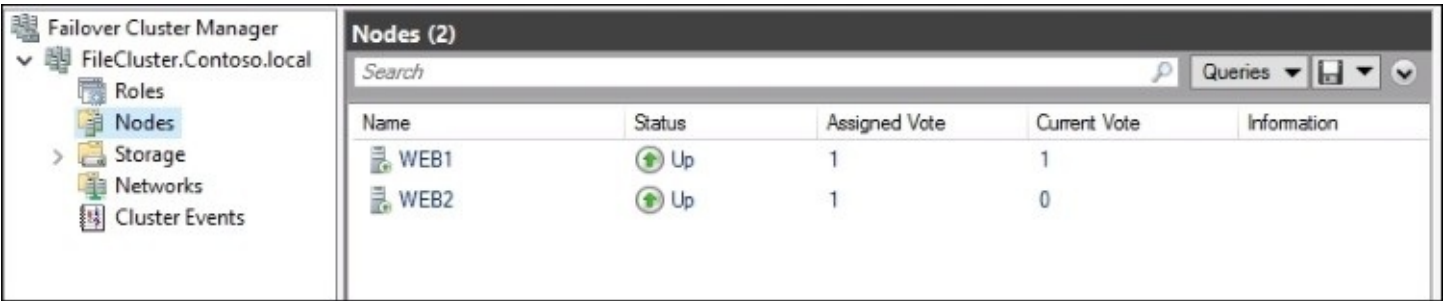 Failover Cluster Manager
FileCluster.Contoso.local
Roles
Nodes
Storage
Networks
Cluster Events
Nodes (2)
Search
Queries
Name Status Assigned Vote Current Vote Information
WEB1 Up 1 1
WEB2 Up 1 0